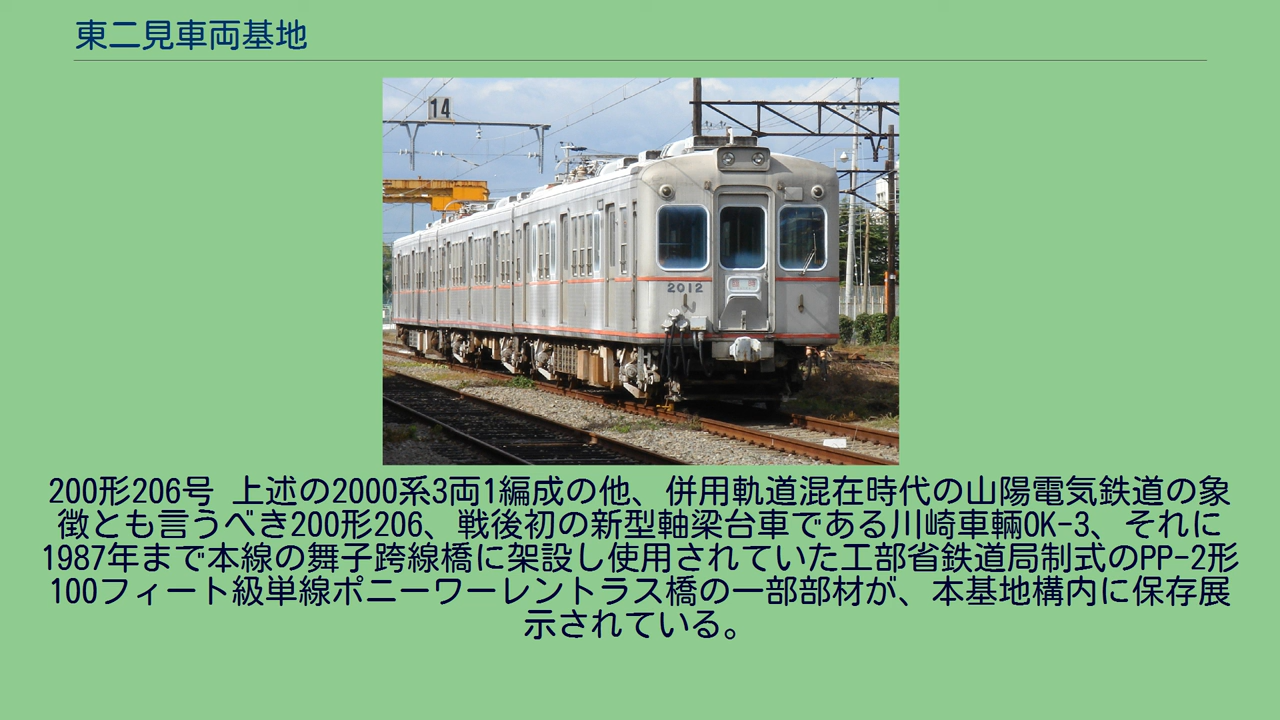 東二見車両基地
14
2012
200形206号 上述の2000系3両1編成の他、併用軌道混在時代の山陽電気鉄道の象
徴とも言うべき200形206、戦後初の新型軸梁台車である川崎車輛OK-3、それに
1987年まで本線の舞子跨線橋に架設し使用されていた工部省鉄道局制式のPP-2形
100フィート級単線ポニーワーレントラス橋の一部部材が、本基地構内に保存展
示されている。